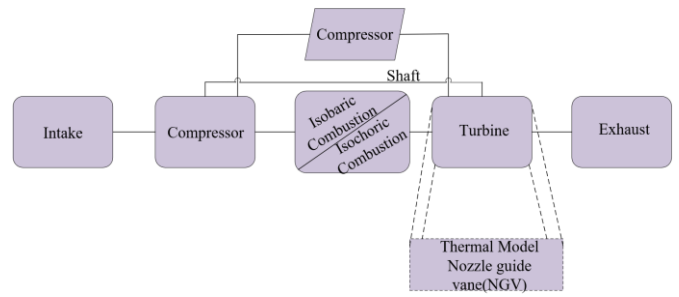 Compressor
Shaft
Intake
Compressor
Isobaric
Combustion
Isochoric
Combustion
Turbine
Exhaust
Thermal Model
Nozzle guide
vane(NGV)